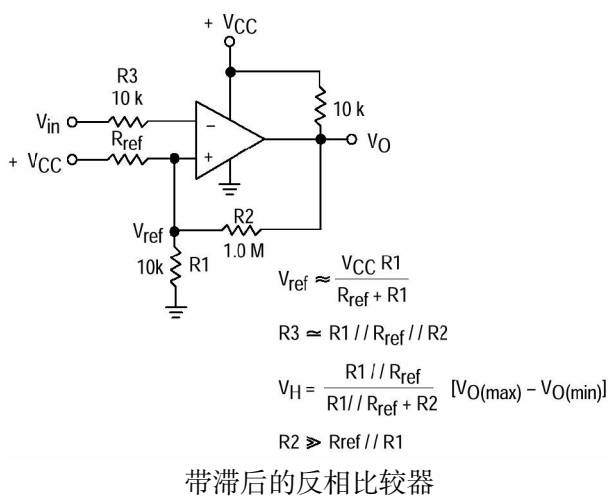 + VCC
R3
10 k
10 k
Vin
−
VO
Rref
+ VCC
+
R2
1.0 M
Vref
10k R1
Vref ≈ VCC R1 / Rref + R1
R3 ≃ R1 // Rref // R2
VH = R1 // Rref / R1// Rref + R2 [VO(max) – VO(min)]
R2 ≫ Rref // R1
带滞后的反相比较器